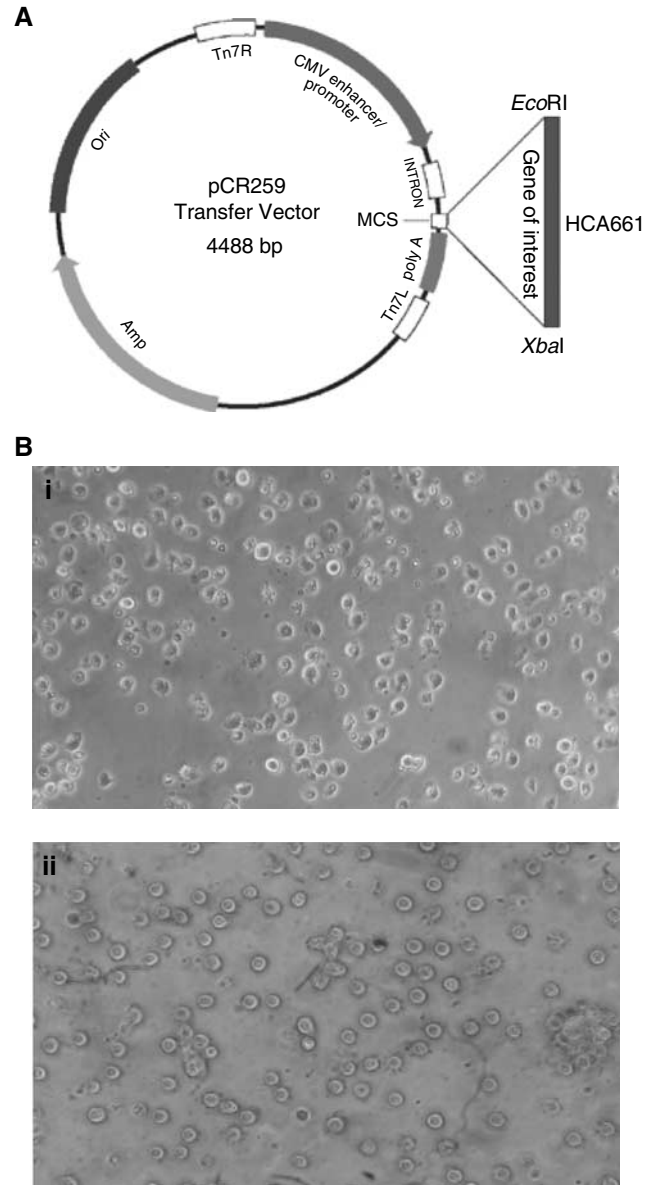 A
Tn7R
CMV enhancer/
promoter
INTRON
MCS
poly A
Tn7L
Amp
Ori
pCR259
Transfer Vector
4488 bp
EcoRI
Gene of interest
HCA661
XbaI
B
i
ii